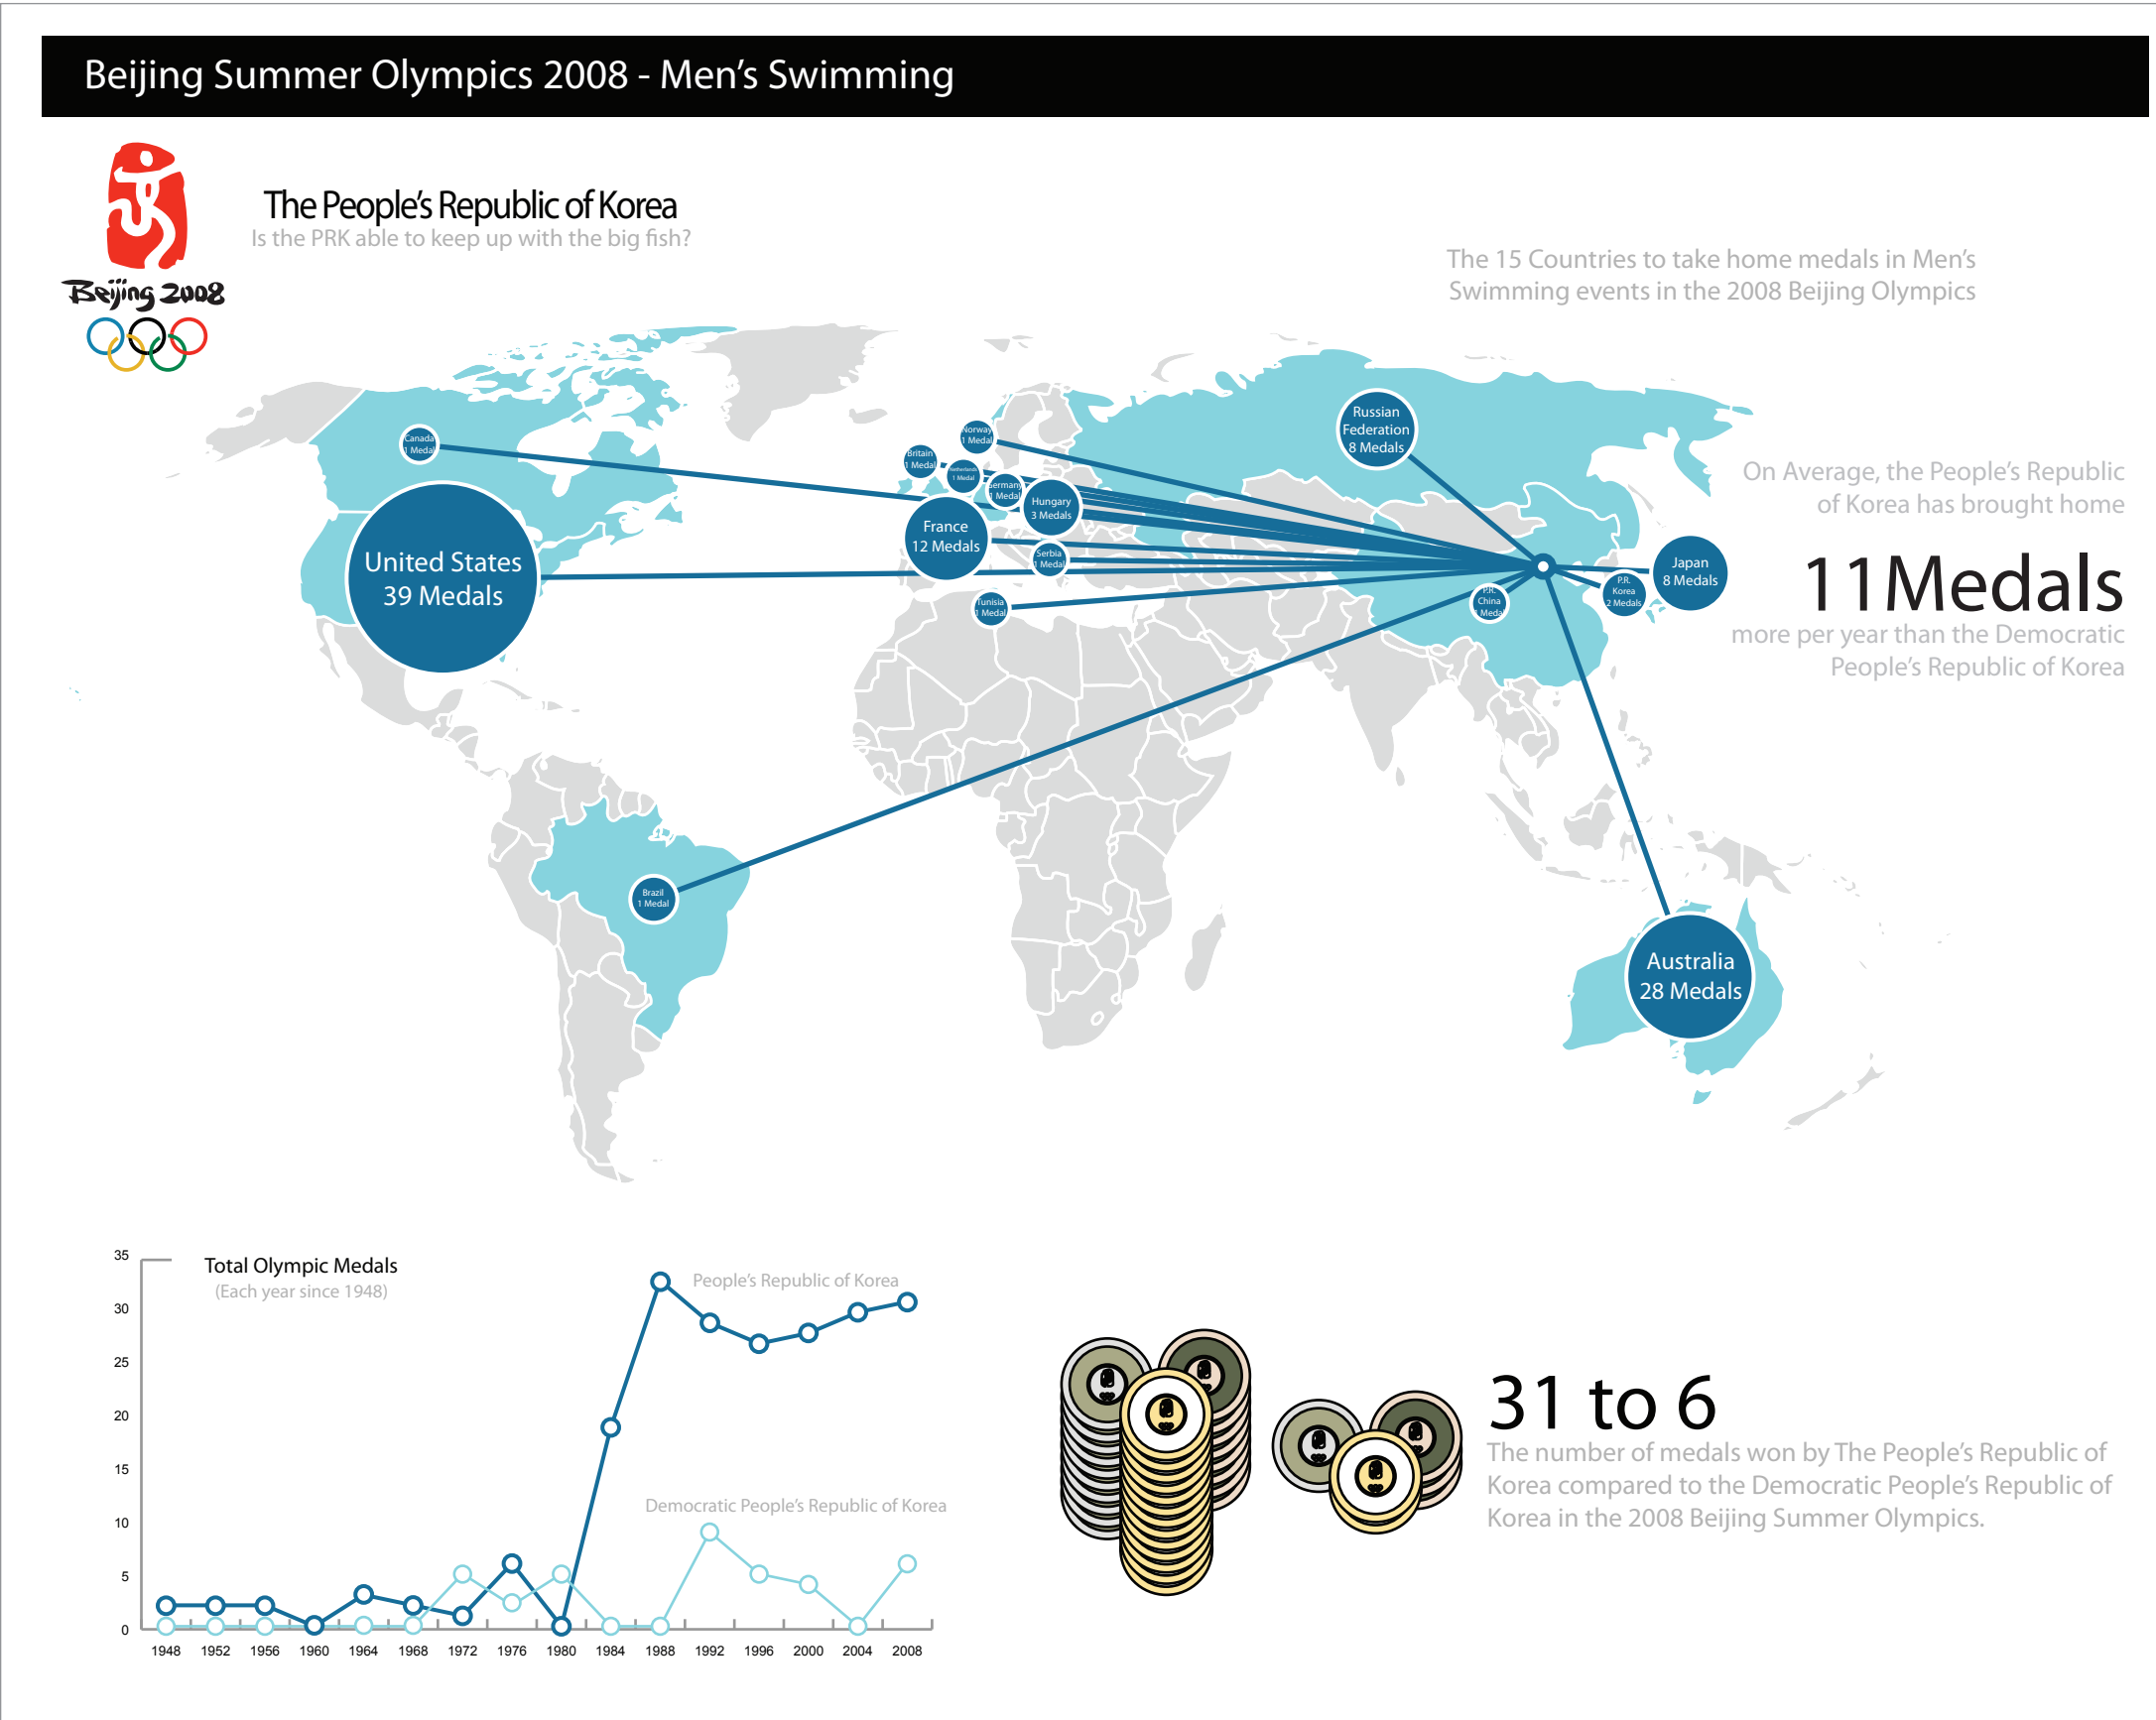 Beijing Summer Olympics 2008 - Men's Swimming
Beijing 2008
The People's Republic of Korea
Is the PRK able to keep up with the big fish?
The 15 Countries to take home medals in Men's
Swimming events in the 2008 Beijing Olympics
Canada
1 Medal
United States
39 Medals
Norway
1 Medal
Britain
1 Medal
Netherlands
1 Medal
Germany
1 Medal
Hungary
3 Medals
France
12 Medals
Serbia
1 Medal
Tunisia
1 Medal
Russian
Federation
8 Medals
P.R.
China
1 Medal
P.R.
Korea
2 Medals
Japan
8 Medals
Brazil
1 Medal
Australia
28 Medals
On Average, the People's Republic
of Korea has brought home
11Medals
more per year than the Democratic
People's Republic of Korea
Total Olympic Medals
(Each year since 1948)
People's Republic of Korea
Democratic People's Republic of Korea
35
30
25
20
15
10
5
0
1948 1952 1956 1960 1964 1968 1972 1976 1980 1984 1988 1992 1996 2000 2004 2008
31 to 6
The number of medals won by The People's Republic of
Korea compared to the Democratic People's Republic of
Korea in the 2008 Beijing Summer Olympics.